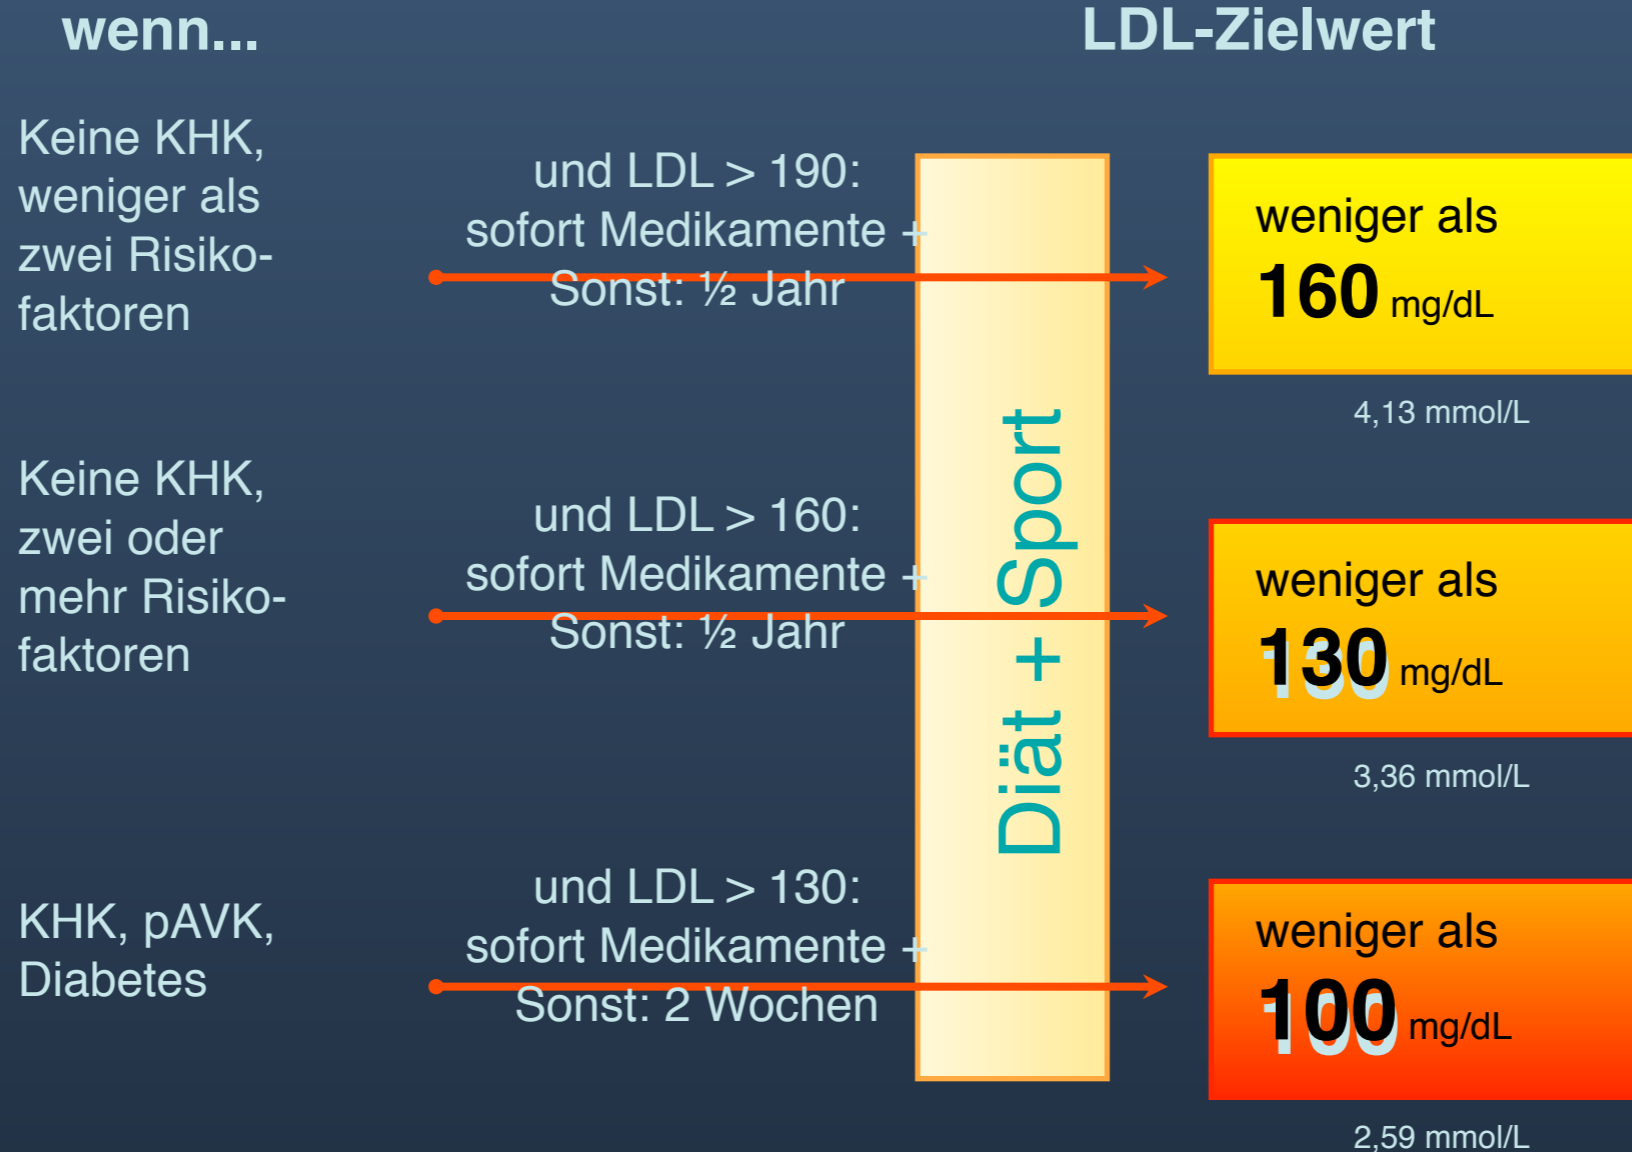 wenn...
LDL-Zielwert
Keine KHK,
weniger als
zwei Risiko-
faktoren
und LDL > 190:
sofort Medikamente +
Sonst: ½ Jahr
weniger als
160 mg/dL
4,13 mmol/L
Keine KHK,
zwei oder
mehr Risiko-
faktoren
und LDL > 160:
sofort Medikamente +
Sonst: ½ Jahr
Diät + Sport
weniger als
130 mg/dL
3,36 mmol/L
KHK, pAVK,
Diabetes
und LDL > 130:
sofort Medikamente +
Sonst: 2 Wochen
weniger als
100 mg/dL
2,59 mmol/L